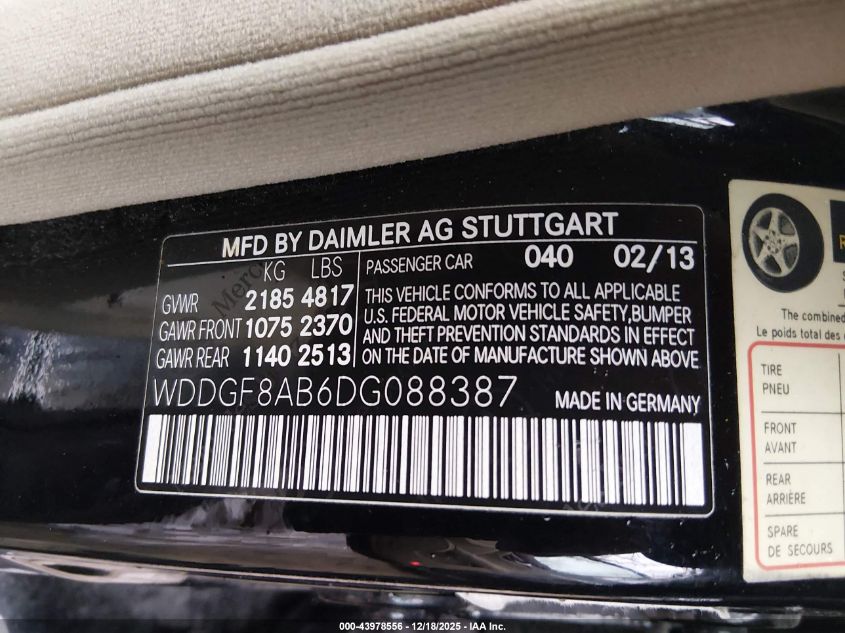 MFD BY DAIMLER AG STUTTGART
KG LBS
GVWR 2185 4817
GAWR FRONT 1075 2370
GAWR REAR 1140 2513
PASSENGER CAR 040 02/13
THIS VEHICLE CONFORMS TO ALL APPLICABLE
U.S. FEDERAL MOTOR VEHICLE SAFETY,BUMPER
AND THEFT PREVENTION STANDARDS IN EFFECT
ON THE DATE OF MANUFACTURE SHOWN ABOVE
WDDGF8AB6DG088387 MADE IN GERMANY
The combined
Le poids total des
TIRE
PNEU
FRONT
AVANT
REAR
ARRIÈRE
SPARE
DE SECOURS
000-43978556 - 12/18/2025 - IAA Inc.